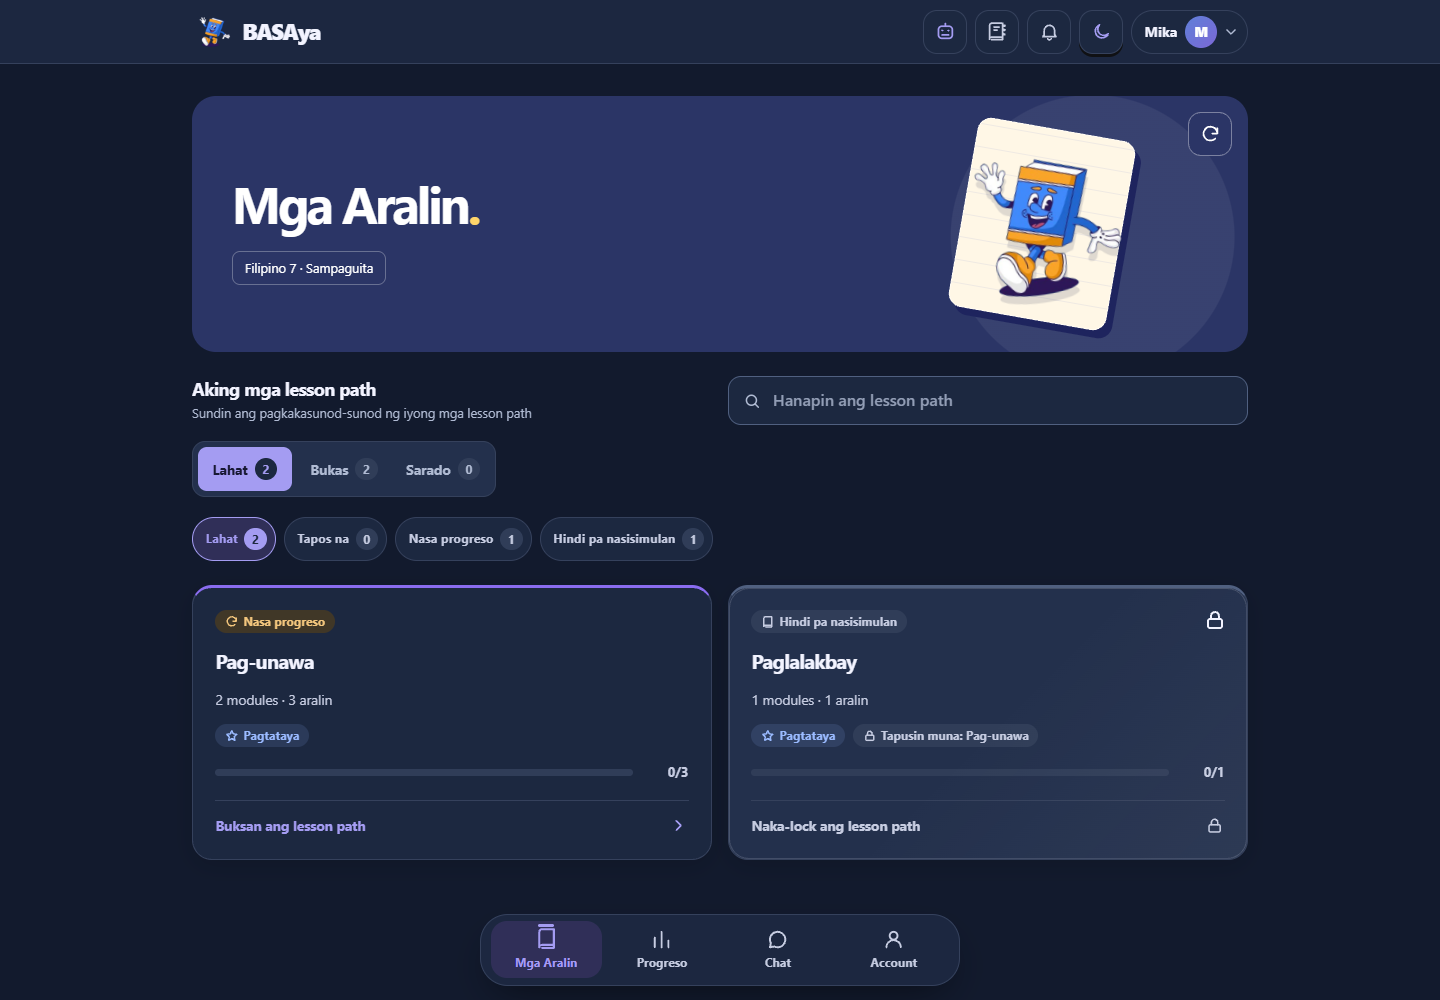 BASAya
Mika M
Mga Aralin.
Filipino 7 · Sampaguita
Aking mga lesson path
Sundin ang pagkakasunod-sunod ng iyong mga lesson path
Hanapin ang lesson path
Lahat 2 Bukas 2 Sarado 0
Lahat 2 Tapos na 0 Nasa progreso 1 Hindi pa nasisimulan 1
Nasa progreso
Pag-unawa
2 modules · 3 aralin
Pagtataya
0/3
Buksan ang lesson path
Hindi pa nasisimulan
Paglalakbay
1 modules · 1 aralin
Pagtataya Tapusin muna: Pag-unawa
0/1
Naka-lock ang lesson path
Mga Aralin Progreso Chat Account